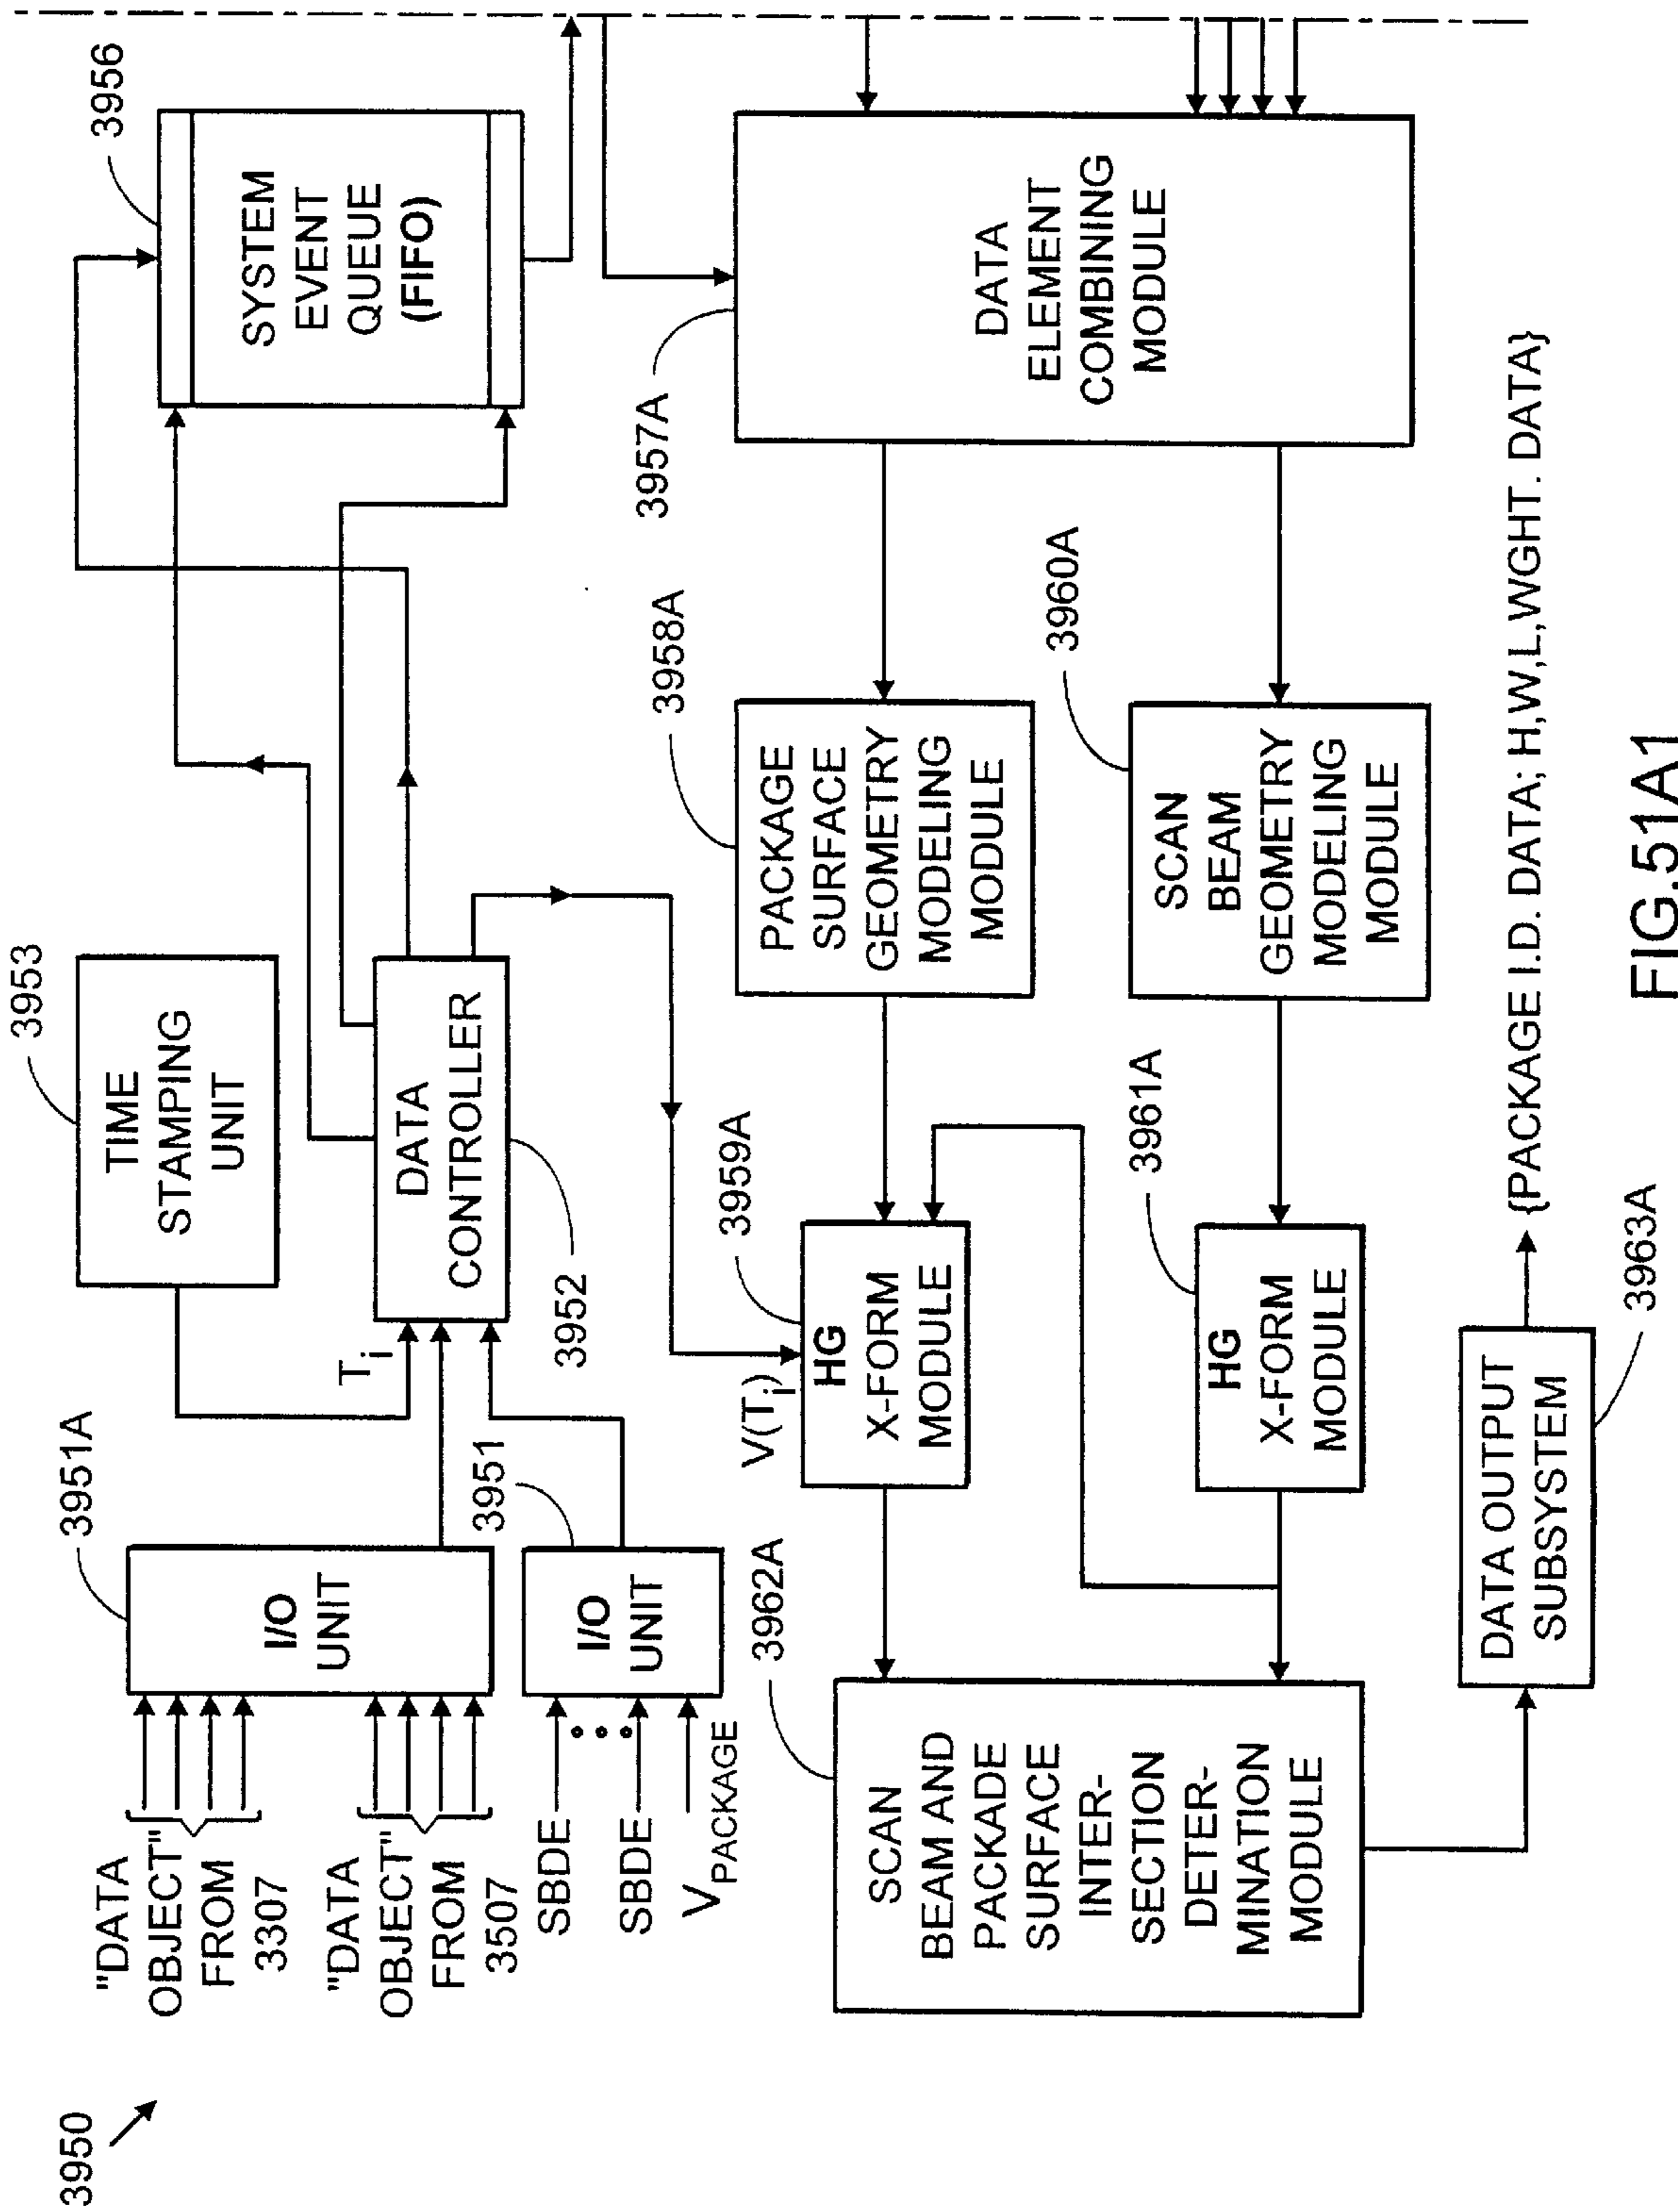 3950
"DATA
OBJECT"
FROM
3307
"DATA
OBJECT"
FROM
3507
SBDE
SBDE
V PACKAGE
3951A
I/O
UNIT
3951
I/O
UNIT
3953
TIME
STAMPING
UNIT
Ti
DATA
CONTROLLER
3952
3956
SYSTEM
EVENT
QUEUE
(FIFO)
3962A
SCAN
BEAM AND
PACKADE
SURFACE
INTER-
SECTION
DETER-
MINATION
MODULE
V(Ti)
3959A
HG
X-FORM
MODULE
3961A
HG
X-FORM
MODULE
3958A
PACKAGE
SURFACE
GEOMETRY
MODELING
MODULE
3960A
SCAN
BEAM
GEOMETRY
MODELING
MODULE
3957A
DATA
ELEMENT
COMBINING
MODULE
DATA OUTPUT
SUBSYSTEM
3963A
{PACKAGE I.D. DATA; H,W,L,WGHT. DATA}
FIG.51A1